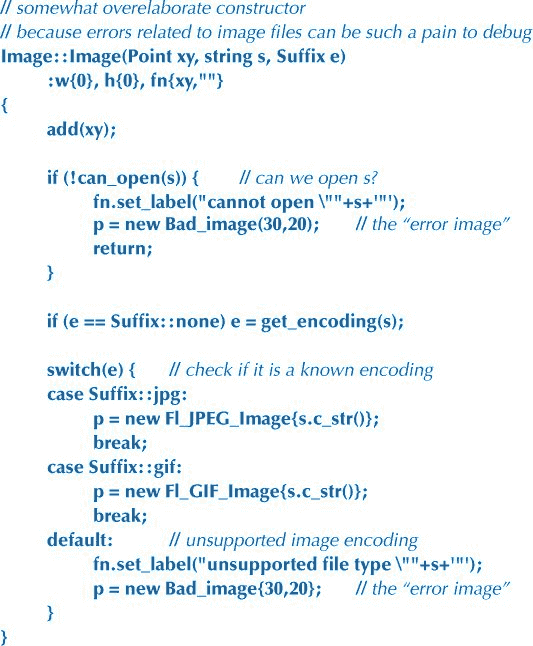 // somewhat overelaborate constructor
// because errors related to image files can be such a pain to debug
Image::Image(Point xy, string s, Suffix e)
:w{0}, h{0}, fn{xy,""}
{
add(xy);
if (!can_open(s)) { // can we open s?
fn.set_label("cannot open \""+s+'"');
p = new Bad_image(30,20); // the “error image”
return;
}
if (e == Suffix::none) e = get_encoding(s);
switch(e) { // check if it is a known encoding
case Suffix::jpg:
p = new Fl_JPEG_Image{s.c_str()};
break;
case Suffix::gif:
p = new Fl_GIF_Image{s.c_str()};
break;
default: // unsupported image encoding
fn.set_label("unsupported file type \""+s+'"');
p = new Bad_image{30,20}; // the “error image”
}
}